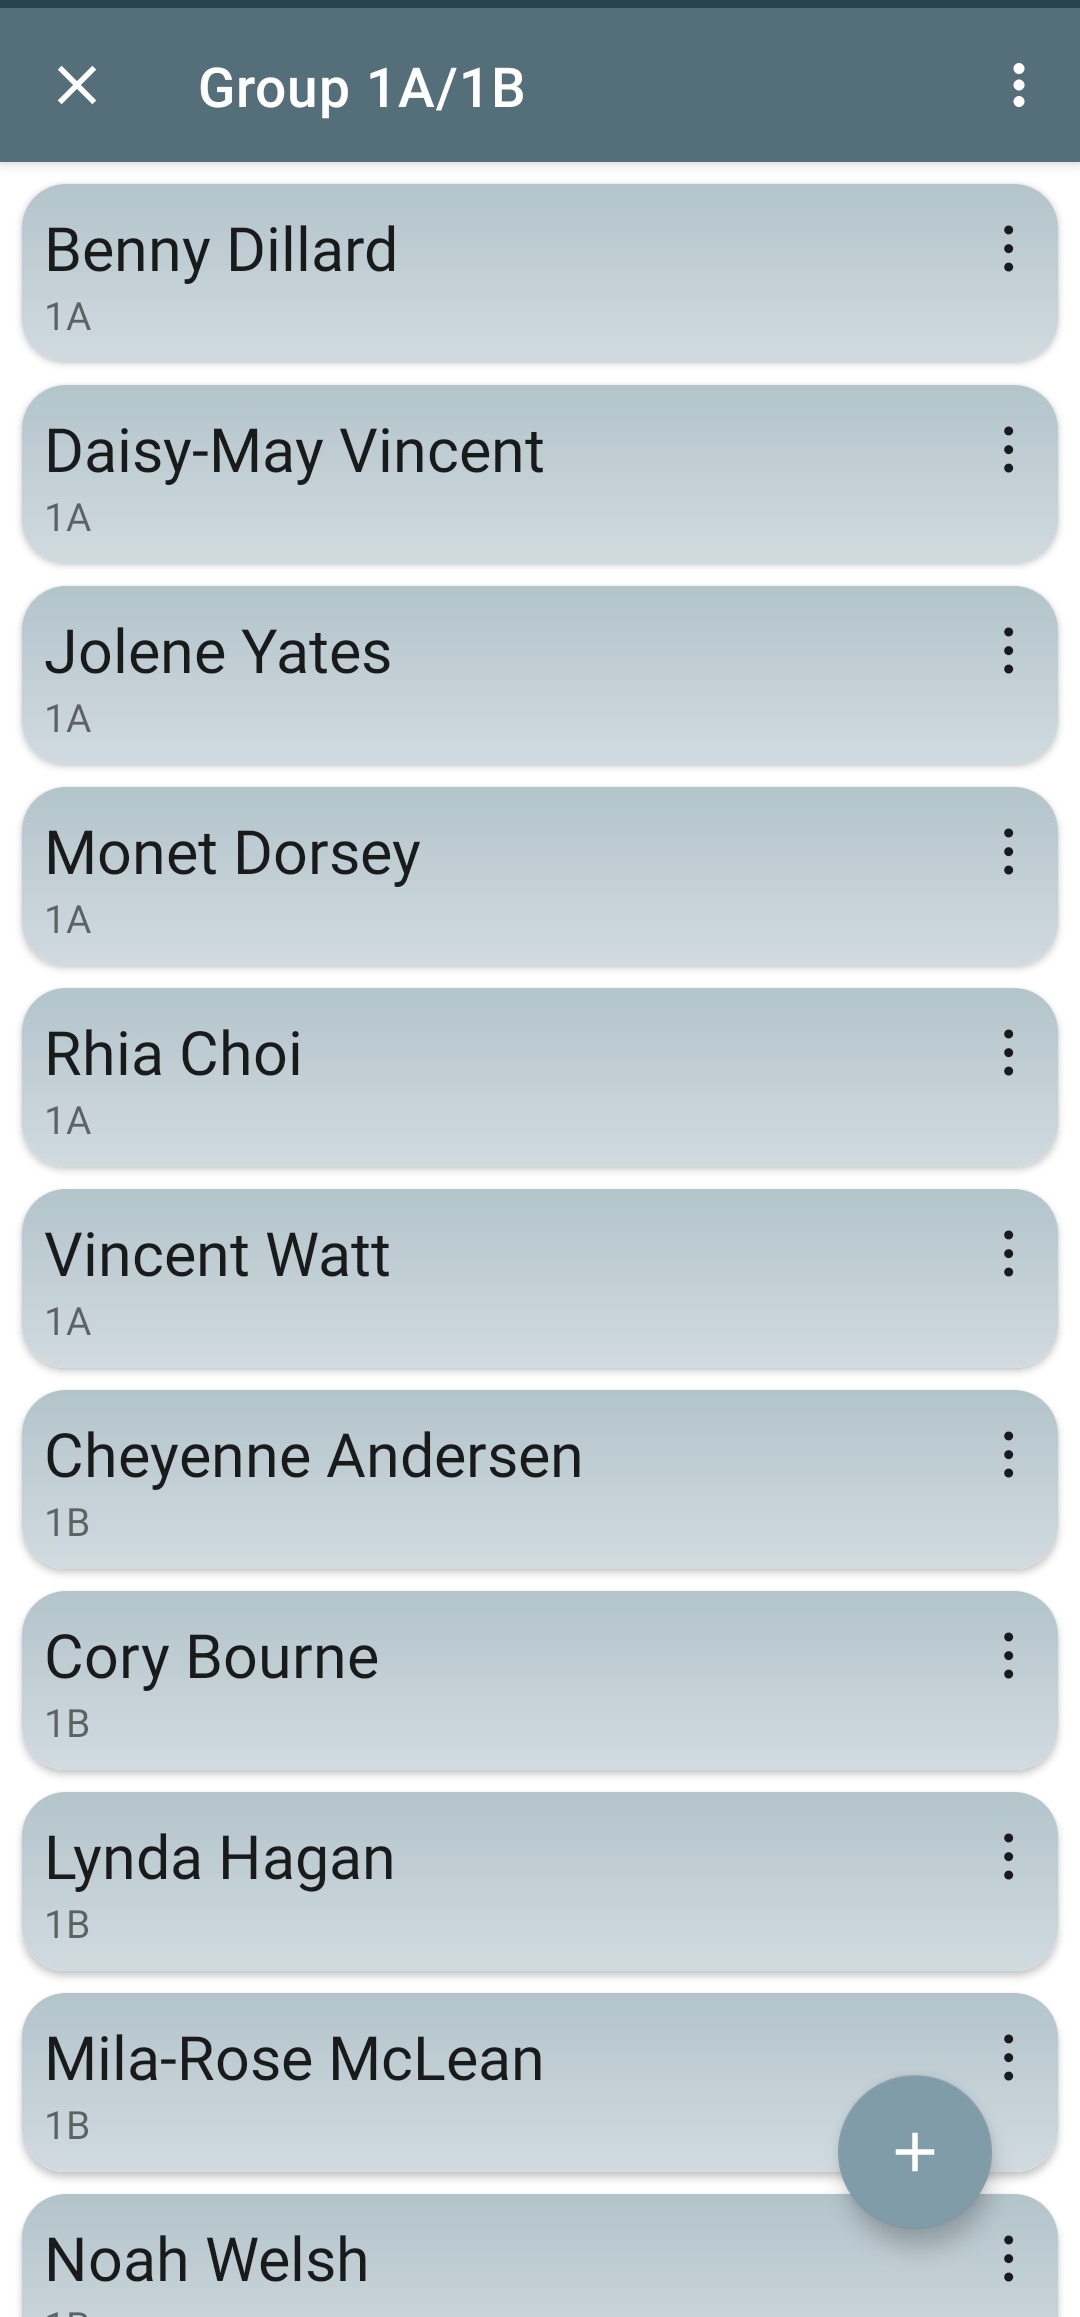 Group 1A/1B
Benny Dillard
1A
Daisy-May Vincent
1A
Jolene Yates
1A
Monet Dorsey
1A
Rhia Choi
1A
Vincent Watt
1A
Cheyenne Andersen
1B
Cory Bourne
1B
Lynda Hagan
1B
Mila-Rose McLean
1B
Noah Welsh